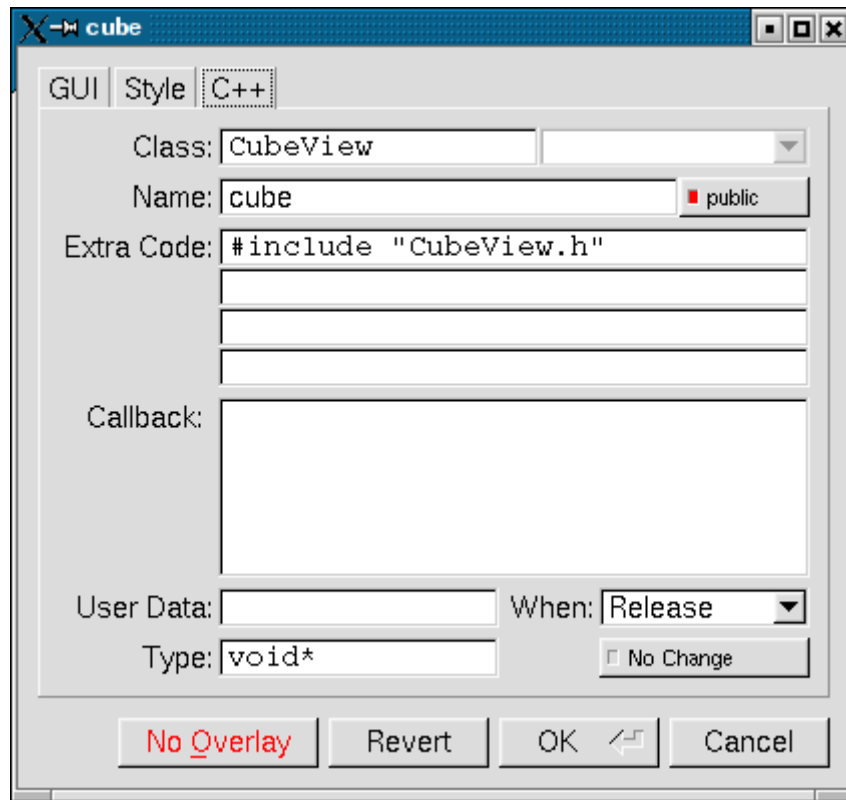 cube
GUI Style C++
Class: CubeView
Name: cube public
Extra Code: #include "CubeView.h"
Callback:
User Data: When: Release
Type: void* No Change
No Overlay Revert OK Cancel